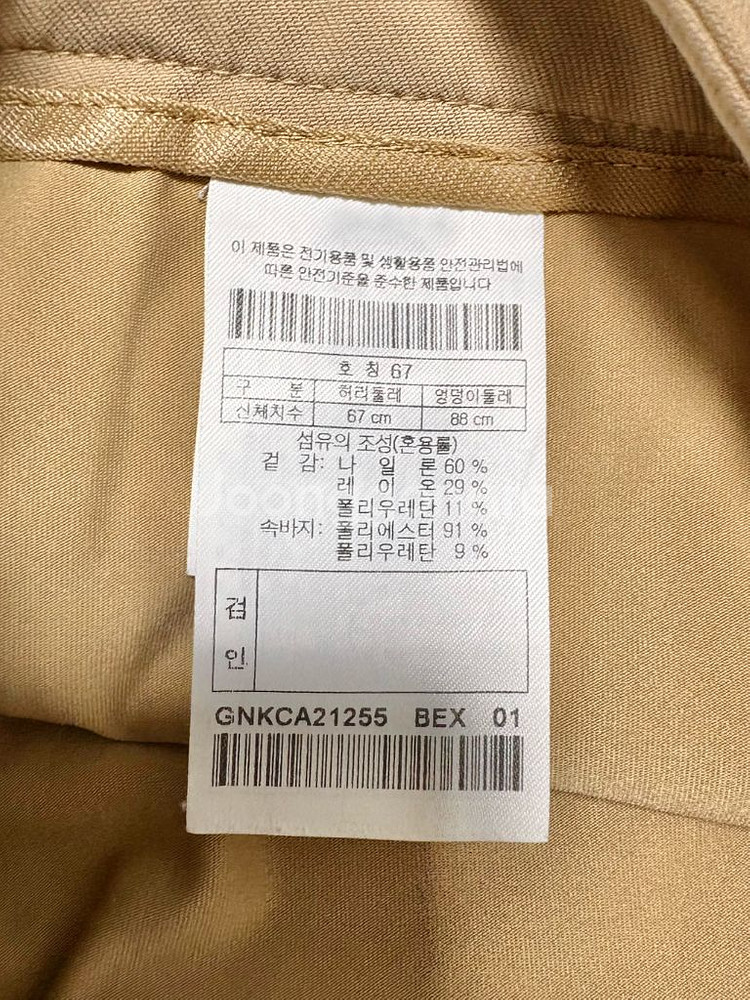 이 제품은 전기용품 및 생활용품 안전관리법에
따른 안전기준을 준수한 제품입니다
호 칭 67
구 분 허리둘레 엉덩이둘레
신체치수 67 cm 88 cm
섬유의 조성(혼용률)
겉 감: 나 일 론 60 %
레 이 온 29 %
폴리우레탄 11 %
속바지: 폴리에스터 91 %
폴리우레탄 9 %
검
인
GNKCA21255 BEX 01